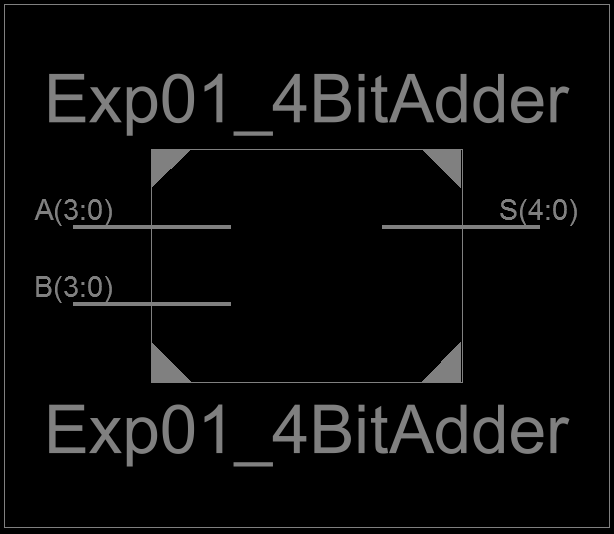 Exp01_4BitAdder
A(3:0)
S(4:0)
B(3:0)
Exp01_4BitAdder